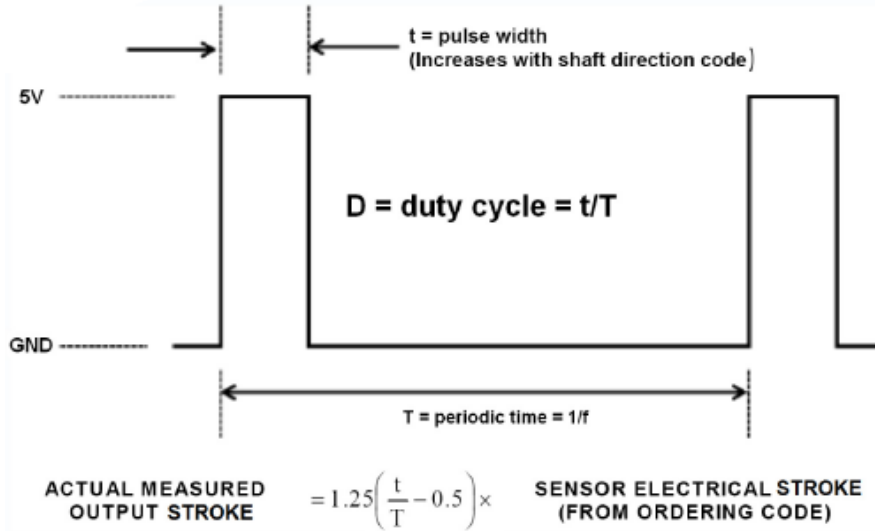 t = pulse width
(Increases with shaft direction code)
5V
D = duty cycle = t/T
GND
T = periodic time = 1/f
ACTUAL MEASURED
OUTPUT STROKE
= 1.25(t/T − 0.5)×
SENSOR ELECTRICAL STROKE
(FROM ORDERING CODE)